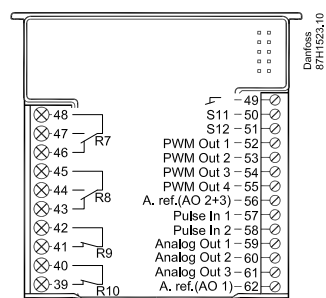 Danfoss
87H1523.10
48
47
R7
46
45
44
R8
43
42
41
R9
40
39
R10
49
S11 50
S12 51
PWM Out 1 52
PWM Out 2 53
PWM Out 3 54
PWM Out 4 55
A. ref.(AO 2+3) 56
Pulse In 1 57
Pulse In 2 58
Analog Out 1 59
Analog Out 2 60
Analog Out 3 61
A. ref.(AO 1) 62